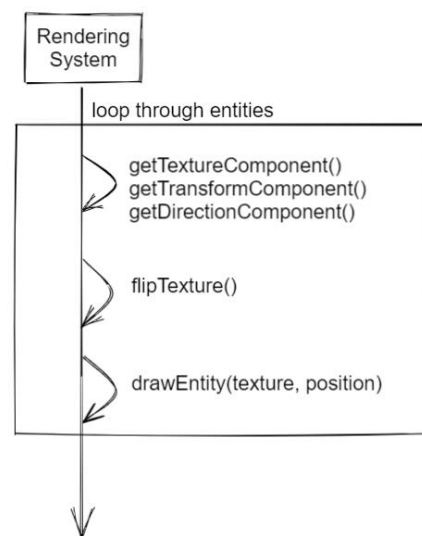 Rendering
System
loop through entities
getTextureComponent()
getTransformComponent()
getDirectionComponent()
flipTexture()
drawEntity(texture, position)